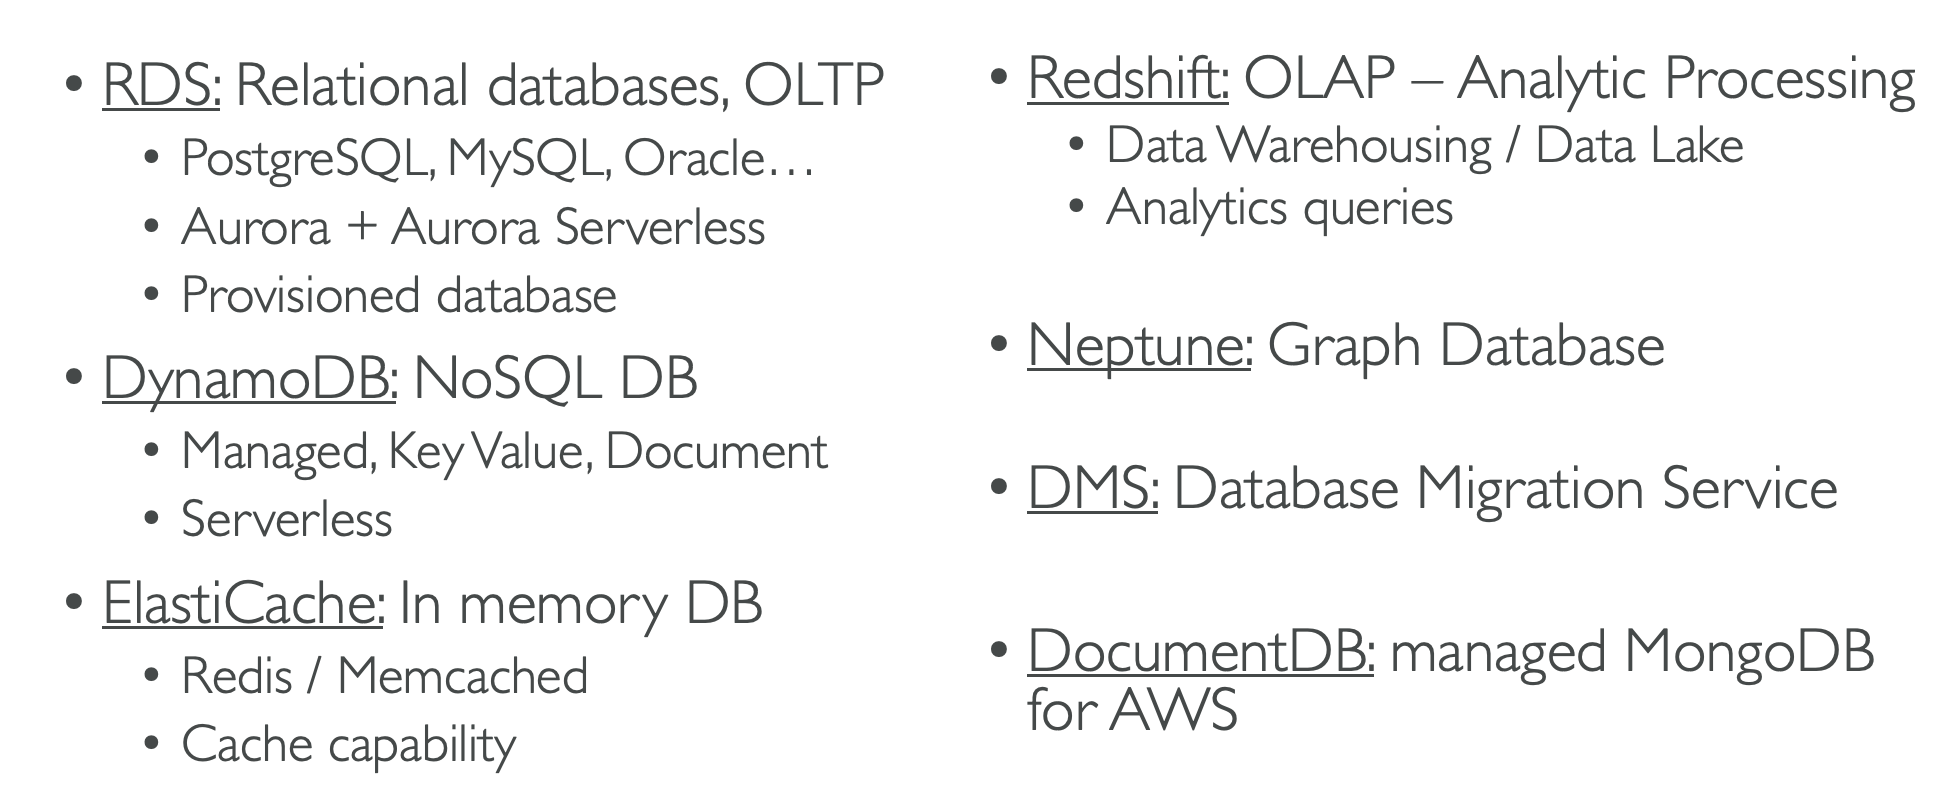 • RDS: Relational databases, OLTP
• PostgreSQL, MySQL, Oracle…
• Aurora + Aurora Serverless
• Provisioned database
• DynamoDB: NoSQL DB
• Managed, Key Value, Document
• Serverless
• ElastiCache: In memory DB
• Redis / Memcached
• Cache capability
• Redshift: OLAP – Analytic Processing
• Data Warehousing / Data Lake
• Analytics queries
• Neptune: Graph Database
• DMS: Database Migration Service
• DocumentDB: managed MongoDB
for AWS